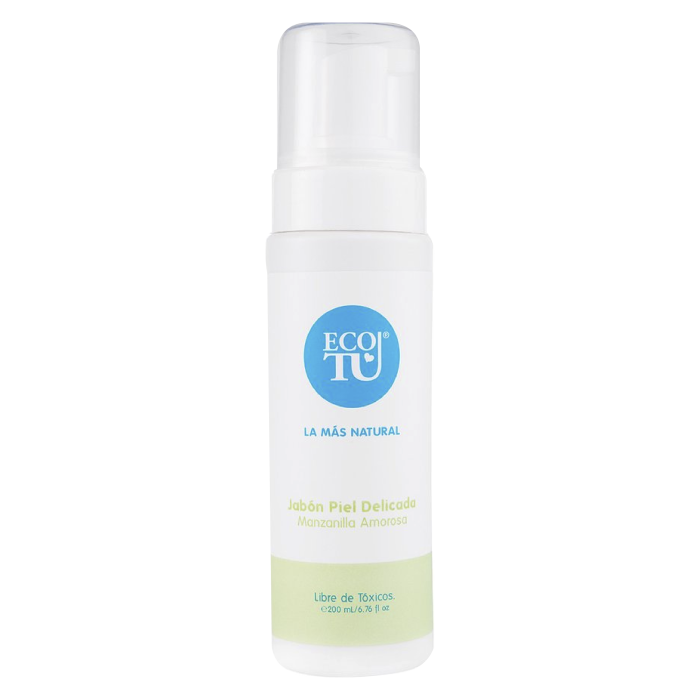 ECO
TU®
LA MÁS NATURAL
Jabón Piel Delicada
Manzanilla Amorosa
Libre de Tóxicos.
℮200 mL/6.76 fl oz